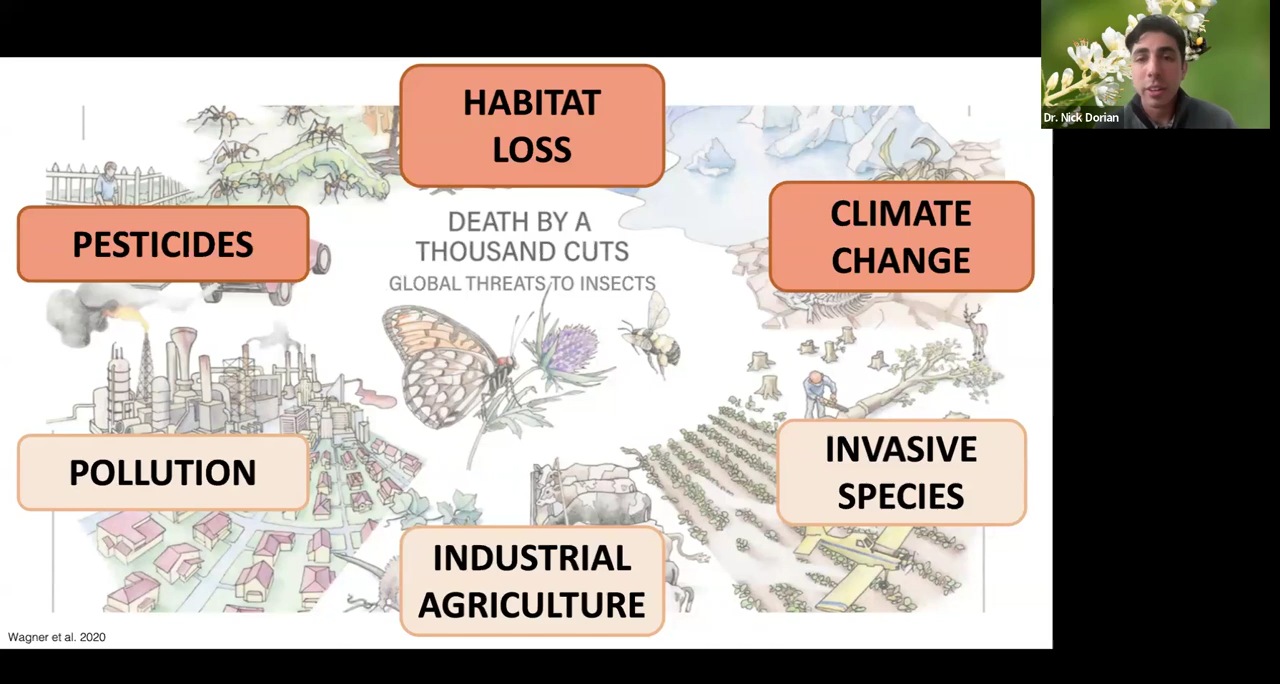 HABITAT
LOSS
Dr. Nick Dorian
DEATH BY A
THOUSAND CUTS
GLOBAL THREATS TO INSECTS
PESTICIDES
CLIMATE
CHANGE
POLLUTION
INVASIVE
SPECIES
INDUSTRIAL
AGRICULTURE
Wagner et al. 2020